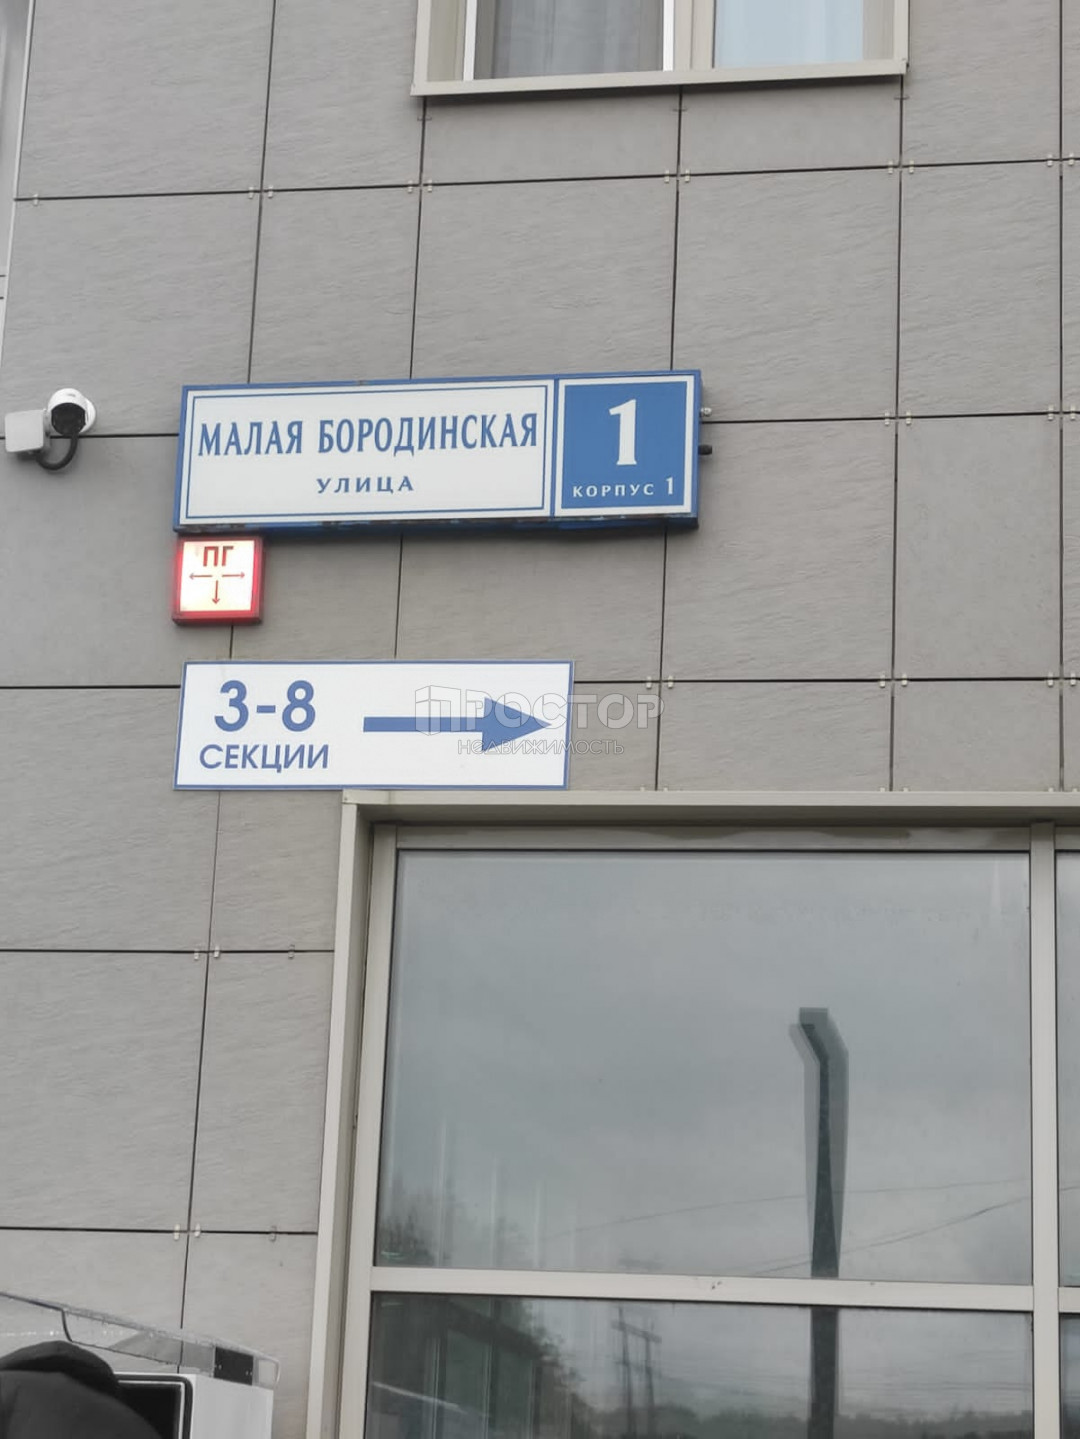 МАЛАЯ БОРОДИНСКАЯ
УЛИЦА
1
КОРПУС 1
ПГ
3-8
СЕКЦИИ
ПРОСТОР
НЕДВИЖИМОСТЬ